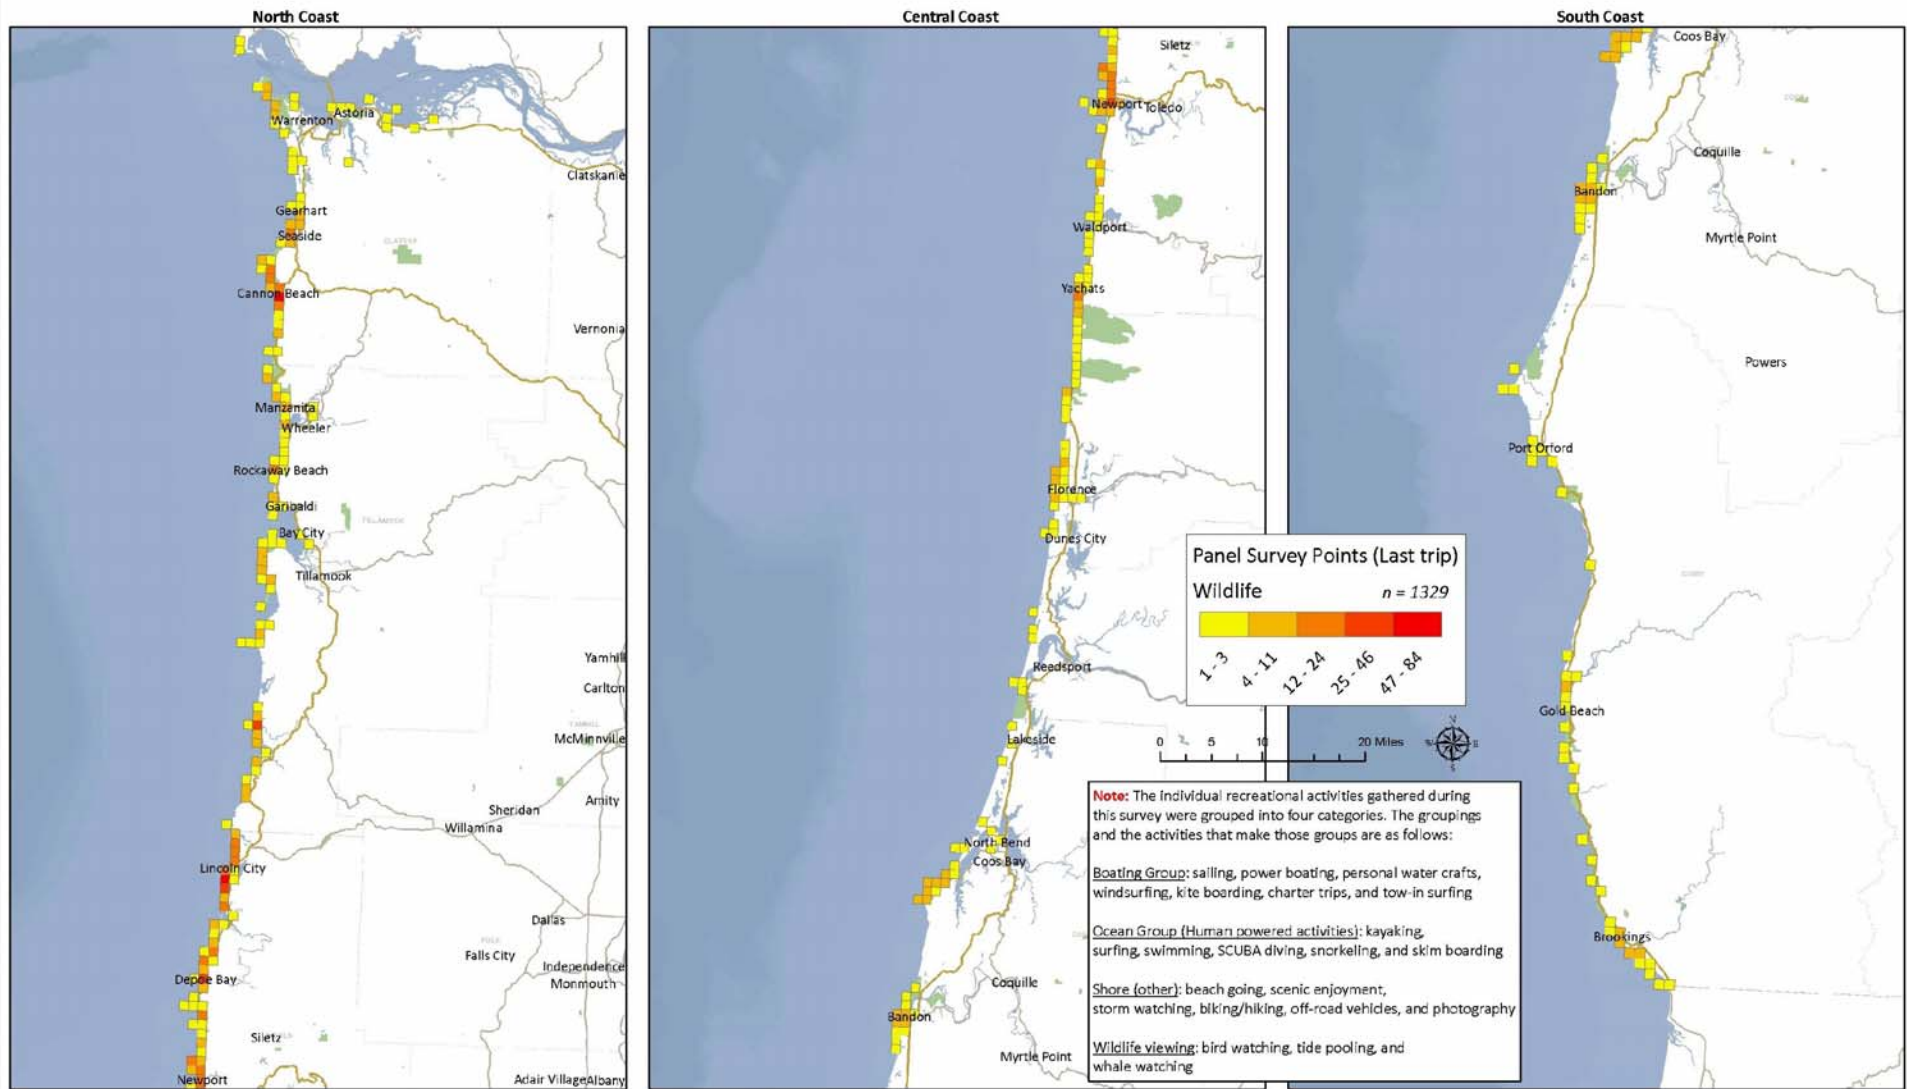 North Coast
Astoria
Warrenton
Clatskanie
Gearhart
Seaside
CLATSOP
Cannon Beach
Vernonia
Manzanita
Wheeler
Rockaway Beach
Garibaldi
TILLAMOOK
Bay City
Tillamook
Yamhill
Carlton
McMinnville
Sheridan
Amity
Willamina
Lincoln City
Dallas
POLK
Falls City
Independence
Monmouth
Depoe Bay
Siletz
Newport
Adair Village
Albany
Central Coast
Siletz
Newport
Toledo
Waldport
Yachats
Florence
Dunes City
Reedsport
Lakeside
North Bend
Coos Bay
Coquille
Bandon
Myrtle Point
South Coast
Coos Bay
Coquille
Bandon
Myrtle Point
Powers
Port Orford
CURRY
Gold Beach
Brookings
Panel Survey Points (Last trip)
Wildlife n = 1329
1 - 3 4 - 11 12 - 24 25 - 46 47 - 84
0 5 10 20 Miles
Note: The individual recreational activities gathered during
this survey were grouped into four categories. The groupings
and the activities that make those groups are as follows:
Boating Group: sailing, power boating, personal water crafts,
windsurfing, kite boarding, charter trips, and tow-in surfing
Ocean Group (Human powered activities): kayaking,
surfing, swimming, SCUBA diving, snorkeling, and skim boarding
Shore (other): beach going, scenic enjoyment,
storm watching, biking/hiking, off-road vehicles, and photography
Wildlife viewing: bird watching, tide pooling, and
whale watching